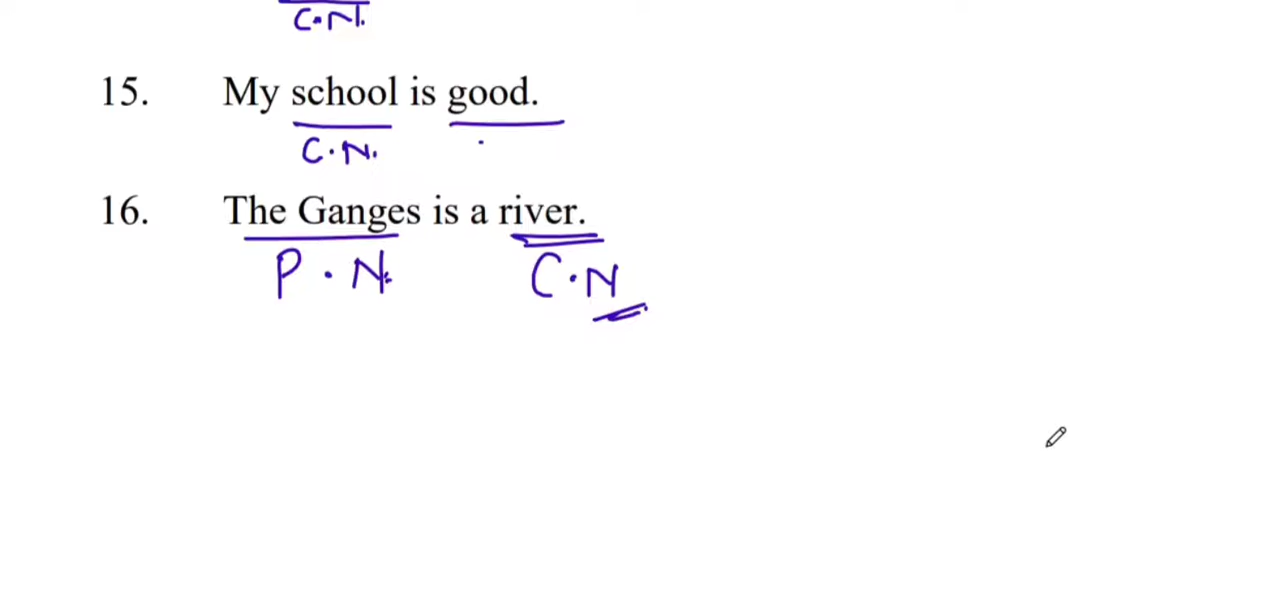 C.N.
15. My school is good.
C.N.
16. The Ganges is a river.
P.N. C.N